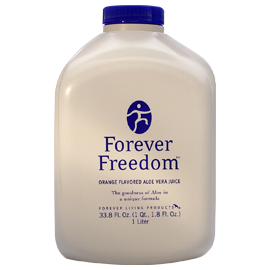 Forever
Freedom™
ORANGE FLAVORED ALOE VERA JUICE
The goodness of Aloe in
a unique formula
FOREVER LIVING PRODUCTS
33.8 Fl. Oz. (1 Qt., 1.8 Fl. Oz.)
1 Liter